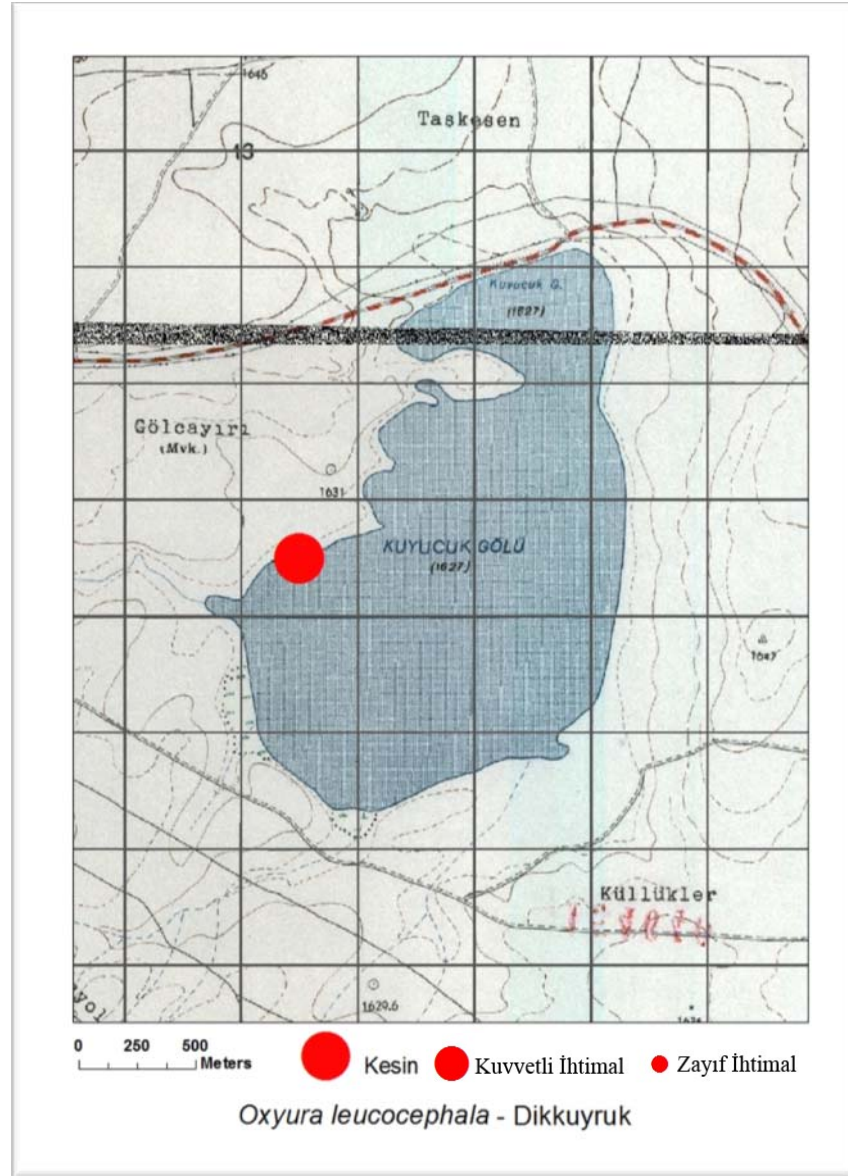 1645
Taşkesen
13
Kuyucuk G.
(1627)
Gölcayırı
(Mvk.)
1631
KUYUCUK GÖLÜ
(1627)
1647
Küllükler
1629.6
0 250 500
Meters
Kesin
Kuvvetli İhtimal
Zayıf İhtimal
Oxyura leucocephala - Dikkuyruk